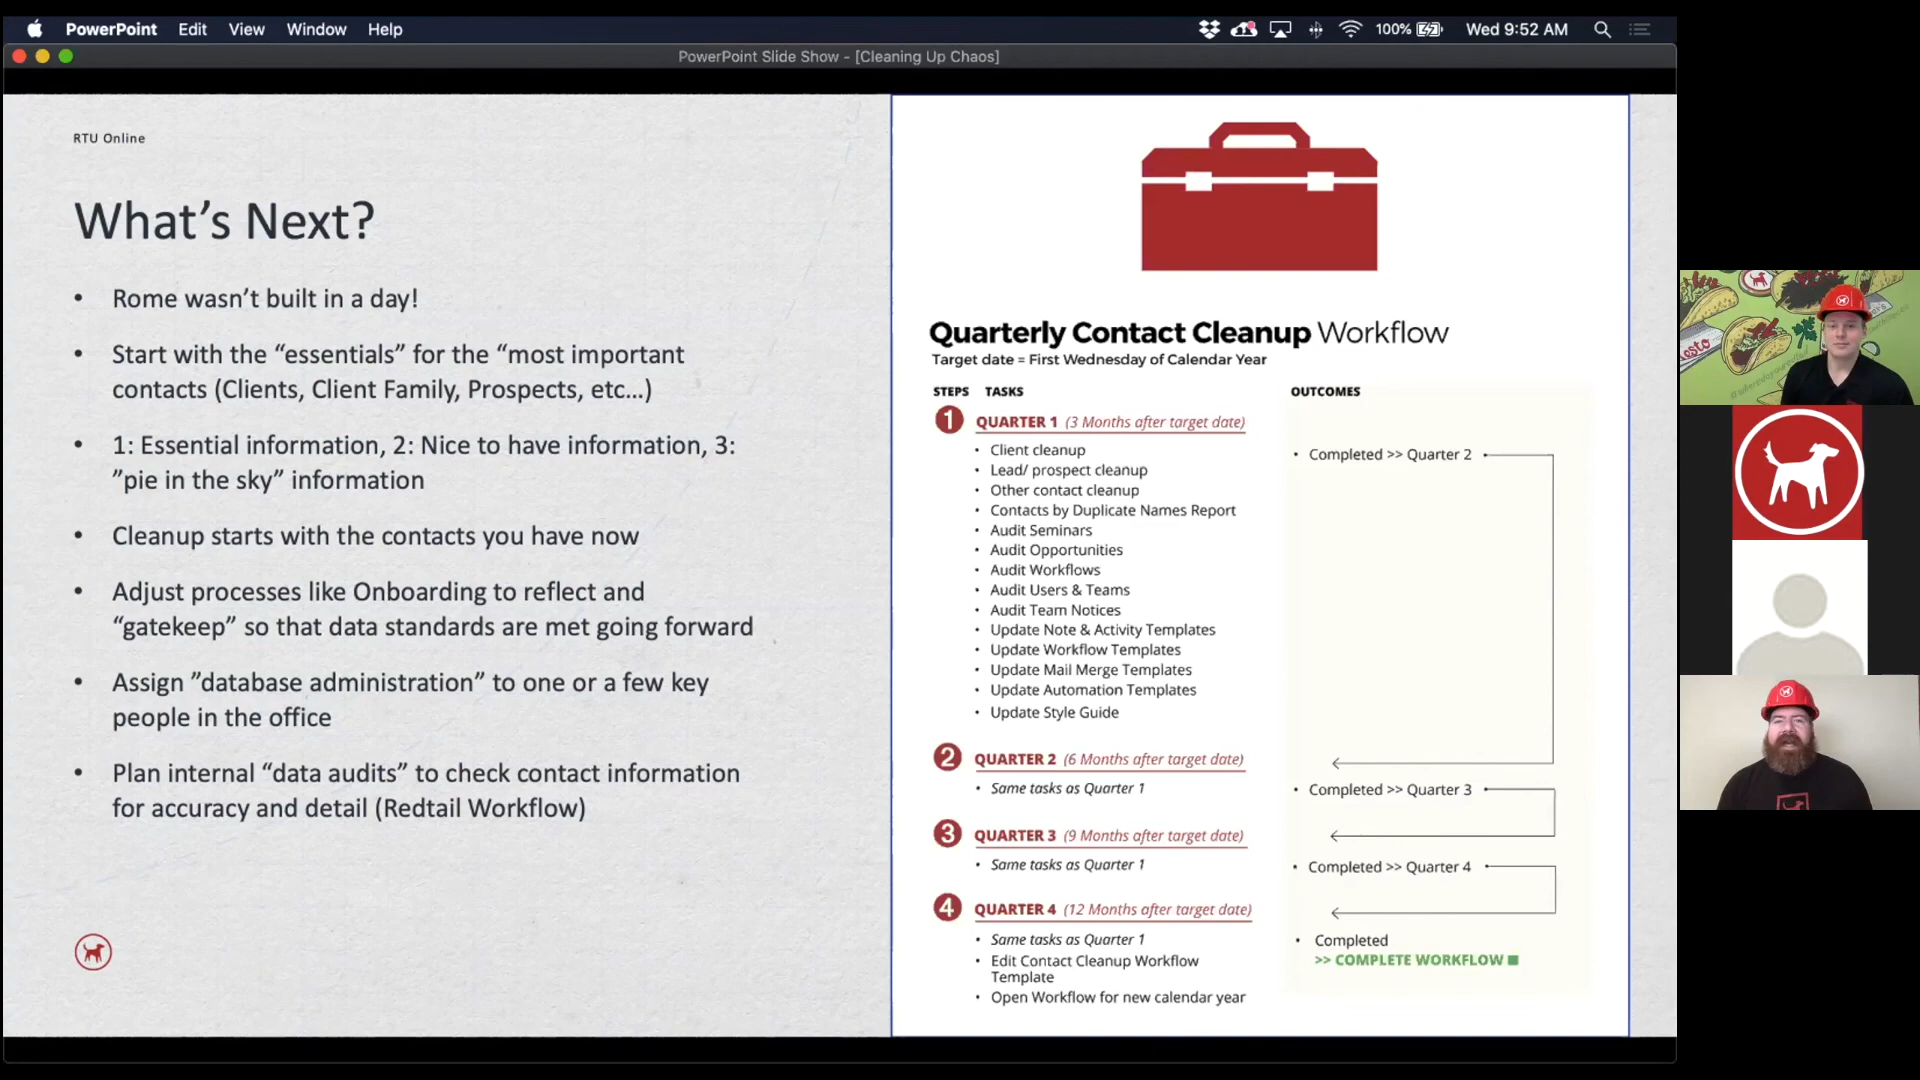 PowerPoint Edit View Window Help
100% Wed 9:52 AM
PowerPoint Slide Show - [Cleaning Up Chaos]
RTU Online
What’s Next?
• Rome wasn’t built in a day!
• Start with the “essentials” for the “most important
contacts (Clients, Client Family, Prospects, etc...)
• 1: Essential information, 2: Nice to have information, 3:
”pie in the sky” information
• Cleanup starts with the contacts you have now
• Adjust processes like Onboarding to reflect and
“gatekeep” so that data standards are met going forward
• Assign ”database administration” to one or a few key
people in the office
• Plan internal “data audits” to check contact information
for accuracy and detail (Redtail Workflow)
Quarterly Contact Cleanup Workflow
Target date = First Wednesday of Calendar Year
STEPS TASKS OUTCOMES
1 QUARTER 1 (3 Months after target date)
• Client cleanup
• Completed >> Quarter 2
• Lead/ prospect cleanup
• Other contact cleanup
• Contacts by Duplicate Names Report
• Audit Seminars
• Audit Opportunities
• Audit Workflows
• Audit Users & Teams
• Audit Team Notices
• Update Note & Activity Templates
• Update Workflow Templates
• Update Mail Merge Templates
• Update Automation Templates
• Update Style Guide
2 QUARTER 2 (6 Months after target date)
• Same tasks as Quarter 1
• Completed >> Quarter 3
3 QUARTER 3 (9 Months after target date)
• Same tasks as Quarter 1
• Completed >> Quarter 4
4 QUARTER 4 (12 Months after target date)
• Same tasks as Quarter 1
• Edit Contact Cleanup Workflow
Template
• Open Workflow for new calendar year
• Completed
>> COMPLETE WORKFLOW